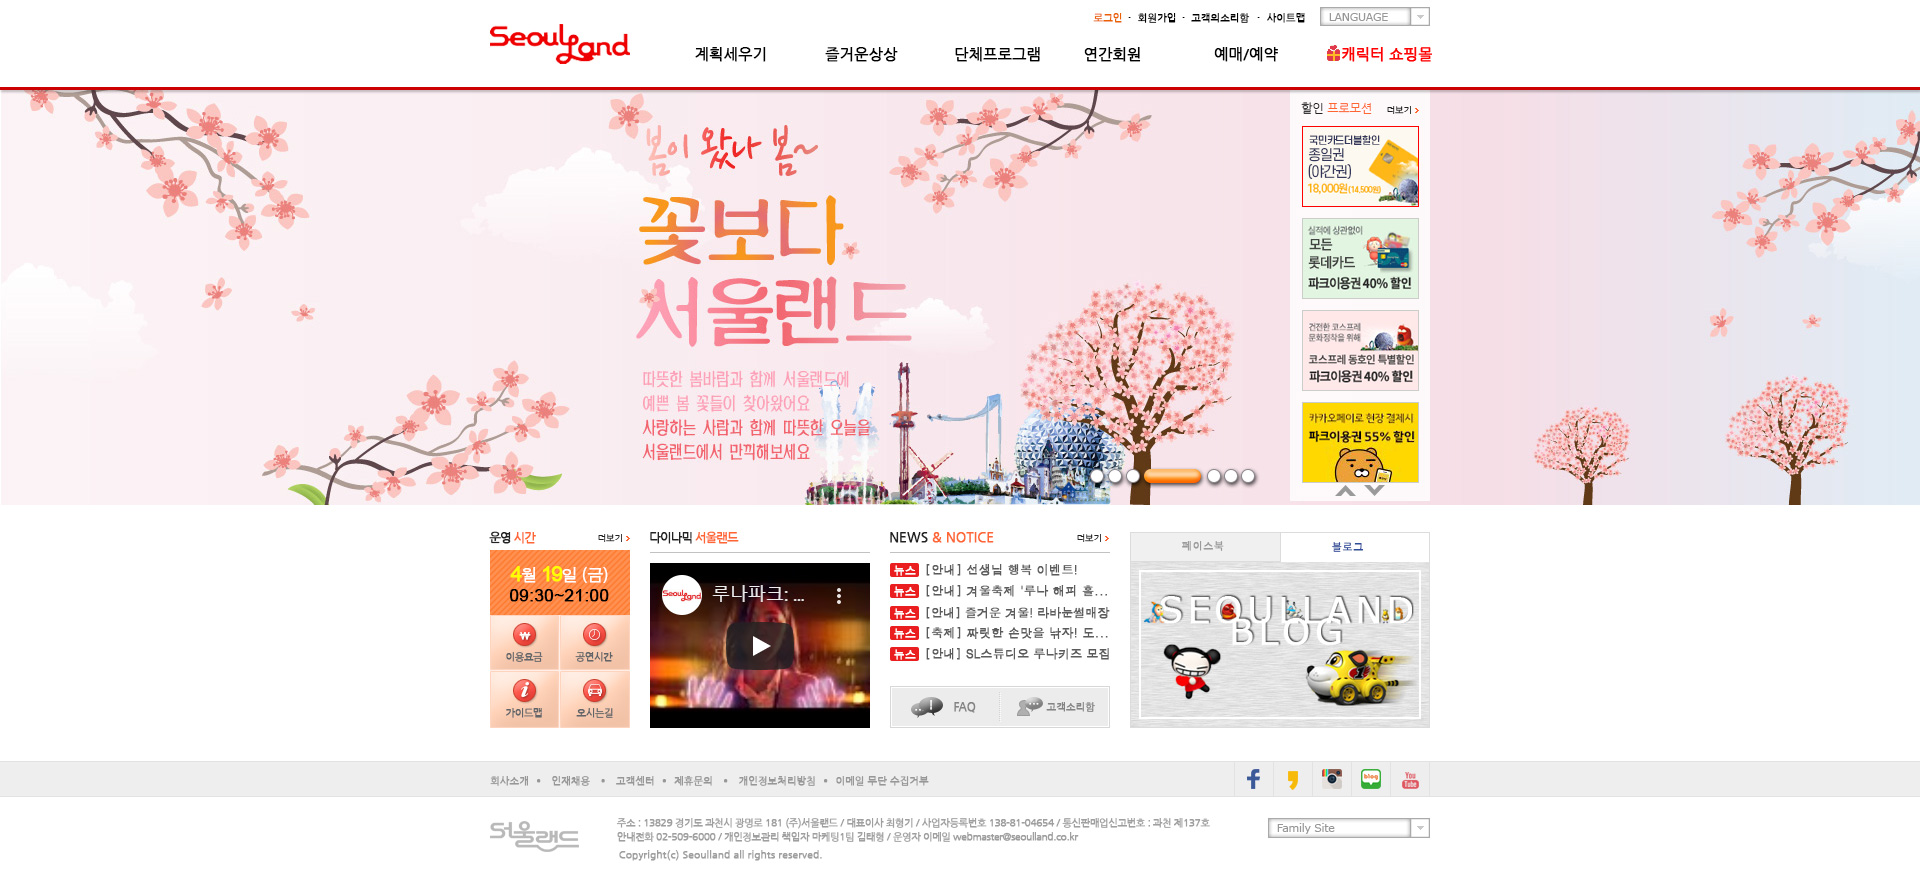 로그인 · 회원가입 · 고객의소리함 · 사이트맵 LANGUAGE
SeoulLand
계획세우기 즐거운상상 단체프로그램 연간회원 예매/예약 캐릭터 쇼핑몰
봄이 왔나 봄~
꽃보다
서울랜드
따뜻한 봄바람과 함께 서울랜드에
예쁜 봄 꽃들이 찾아왔어요
사랑하는 사람과 함께 따뜻한 오늘을
서울랜드에서 만끽해보세요
할인 프로모션 더보기
국민카드더블할인
종일권
(야간권)
18,000원(14,500원)
실적에 상관없이
모든
롯데카드
파크이용권 40% 할인
건전한 코스프레
문화정착을 위해
코스프레 동호인 특별할인
파크이용권 40% 할인
카카오페이로 현장 결제시
파크이용권 55% 할인
운영 시간 더보기
4월 19일 (금)
09:30~21:00
이용요금 공연시간
가이드맵 오시는길
다이나믹 서울랜드
SeoulLand 루나파크: ...
NEWS & NOTICE 더보기
뉴스 [안내] 선생님 행복 이벤트!
뉴스 [안내] 겨울축제 '루나 해피 홀...
뉴스 [안내] 즐거운 겨울! 라바눈썰매장
뉴스 [축제] 짜릿한 손맛을 낚자! 도...
뉴스 [안내] SL스튜디오 루나키즈 모집
FAQ 고객소리함
페이스북 블로그
SEOULLAND
BLOG
회사소개 • 인재채용 • 고객센터 • 제휴문의 • 개인정보처리방침 • 이메일 무단 수집거부
blog You Tube
서울랜드
주소 : 13829 경기도 과천시 광명로 181 (주)서울랜드 / 대표이사 최형기 / 사업자등록번호 138-81-04654 / 통신판매업신고번호 : 과천 제137호
안내전화 02-509-6000 / 개인정보관리 책임자 마케팅1팀 김태형 / 운영자 이메일 webmaster@seoulland.co.kr
Copyright(c) Seoulland all rights reserved.
Family Site